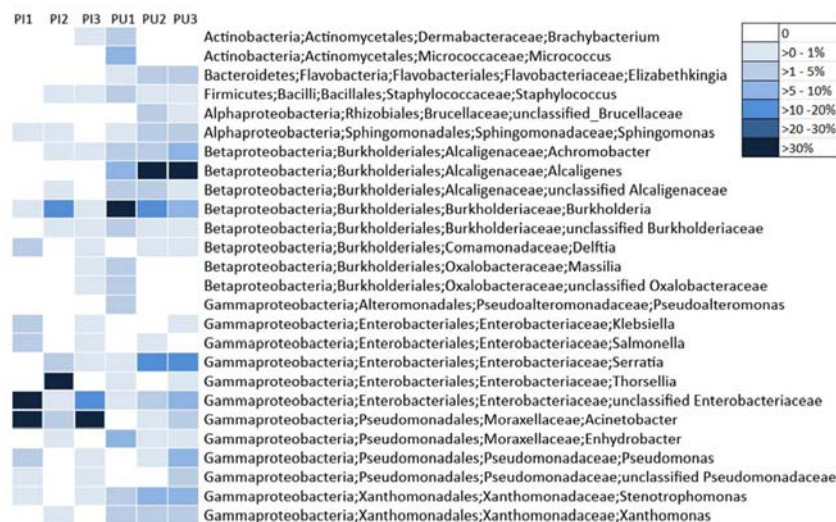 PI1 PI2 PI3 PU1 PU2 PU3
Actinobacteria;Actinomycetales;Dermabacteraceae;Brachybacterium
Actinobacteria;Actinomycetales;Micrococcaceae;Micrococcus
Bacteroidetes;Flavobacteria;Flavobacteriales;Flavobacteriaceae;Elizabethkingia
Firmicutes;Bacilli;Bacillales;Staphylococcaceae;Staphylococcus
Alphaproteobacteria;Rhizobiales;Brucellaceae;unclassified_Brucellaceae
Alphaproteobacteria;Sphingomonadales;Sphingomonadaceae;Sphingomonas
Betaproteobacteria;Burkholderiales;Alcaligenaceae;Achromobacter
Betaproteobacteria;Burkholderiales;Alcaligenaceae;Alcaligenes
Betaproteobacteria;Burkholderiales;Alcaligenaceae;unclassified Alcaligenaceae
Betaproteobacteria;Burkholderiales;Burkholderiaceae;Burkholderia
Betaproteobacteria;Burkholderiales;Burkholderiaceae;unclassified Burkholderiaceae
Betaproteobacteria;Burkholderiales;Comamonadaceae;Delftia
Betaproteobacteria;Burkholderiales;Oxalobacteraceae;Massilia
Betaproteobacteria;Burkholderiales;Oxalobacteraceae;unclassified Oxalobacteraceae
Gammaproteobacteria;Alteromonadales;Pseudoalteromonadaceae;Pseudoalteromonas
Gammaproteobacteria;Enterobacteriales;Enterobacteriaceae;Klebsiella
Gammaproteobacteria;Enterobacteriales;Enterobacteriaceae;Salmonella
Gammaproteobacteria;Enterobacteriales;Enterobacteriaceae;Serratia
Gammaproteobacteria;Enterobacteriales;Enterobacteriaceae;Thorsellia
Gammaproteobacteria;Enterobacteriales;Enterobacteriaceae;unclassified Enterobacteriaceae
Gammaproteobacteria;Pseudomonadales;Moraxellaceae;Acinetobacter
Gammaproteobacteria;Pseudomonadales;Moraxellaceae;Enhydrobacter
Gammaproteobacteria;Pseudomonadales;Pseudomonadaceae;Pseudomonas
Gammaproteobacteria;Pseudomonadales;Pseudomonadaceae;unclassified Pseudomonadaceae
Gammaproteobacteria;Xanthomonadales;Xanthomonadaceae;Stenotrophomonas
Gammaproteobacteria;Xanthomonadales;Xanthomonadaceae;Xanthomonas
0
>0 - 1%
>1 - 5%
>5 - 10%
>10 -20%
>20 -30%
>30%